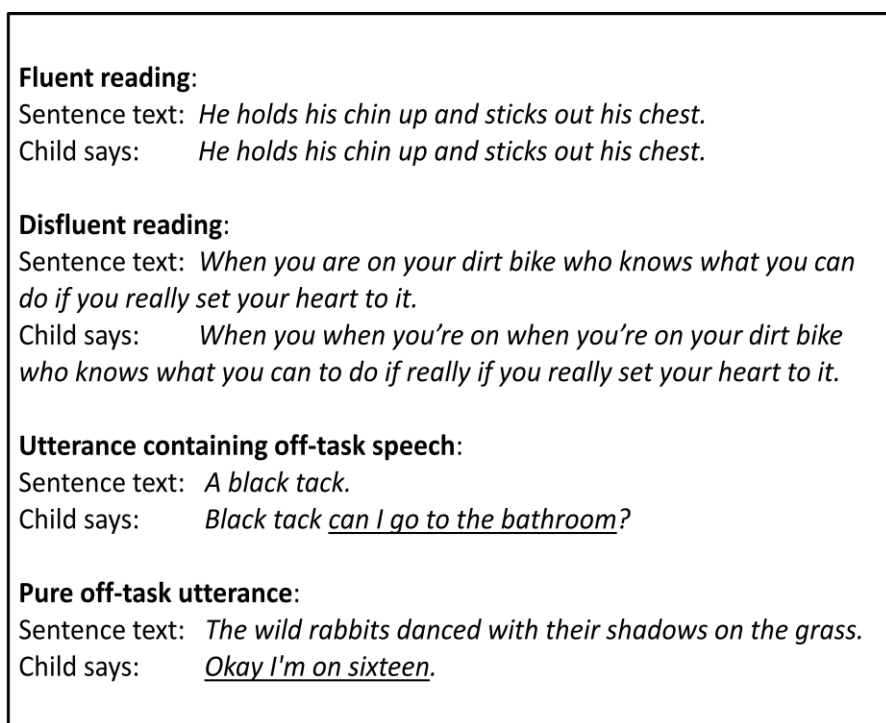 Fluent reading:
Sentence text: He holds his chin up and sticks out his chest.
Child says: He holds his chin up and sticks out his chest.
Disfluent reading:
Sentence text: When you are on your dirt bike who knows what you can
do if you really set your heart to it.
Child says: When you when you’re on when you’re on your dirt bike
who knows what you can to do if really if you really set your heart to it.
Utterance containing off-task speech:
Sentence text: A black tack.
Child says: Black tack can I go to the bathroom?
Pure off-task utterance:
Sentence text: The wild rabbits danced with their shadows on the grass.
Child says: Okay I'm on sixteen.